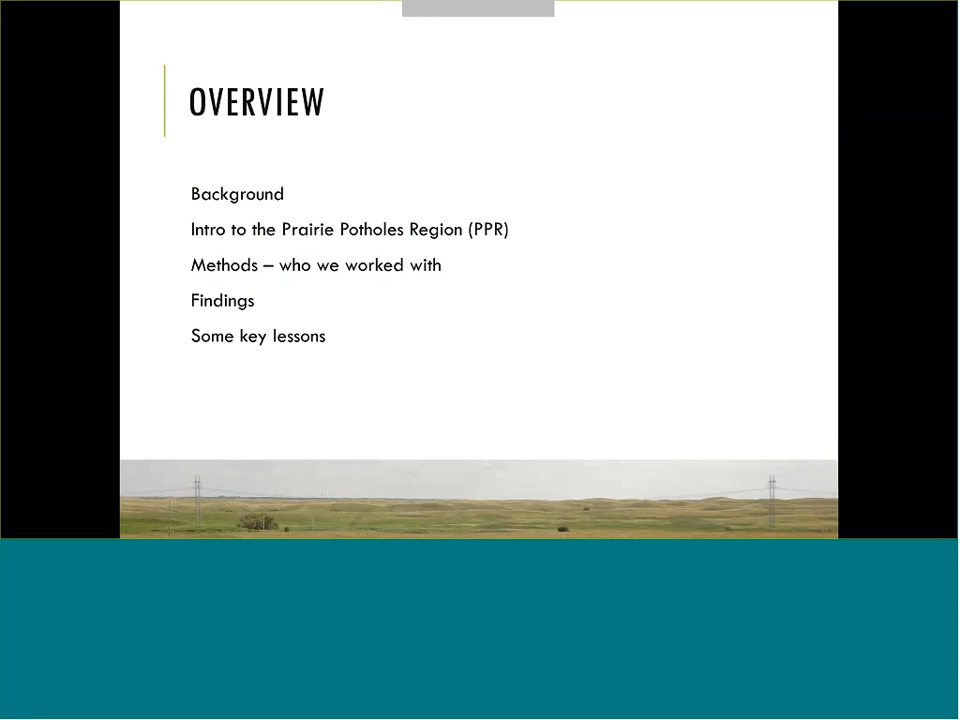 OVERVIEW
Background
Intro to the Prairie Potholes Region (PPR)
Methods – who we worked with
Findings
Some key lessons